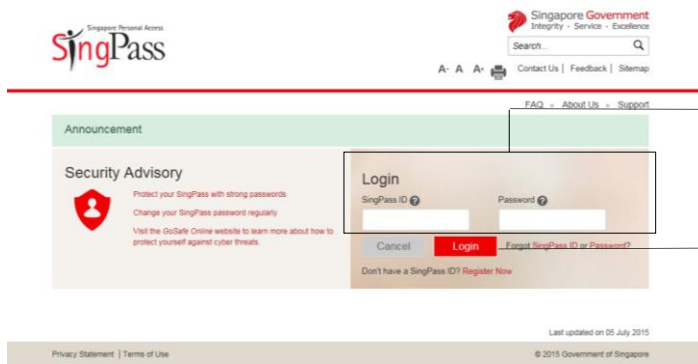 Singapore Personal Access
SingPass
Singapore Government
Integrity · Service · Excellence
Search...
A- A A+ Contact Us | Feedback | Sitemap
FAQ • About Us • Support
Announcement
Security Advisory
Protect your SingPass with strong passwords
Change your SingPass password regularly
Visit the GoSafe Online website to learn more about how to
protect yourself against cyber threats.
Login
SingPass ID ? Password ?
Cancel Login Forgot SingPass ID or Password?
Don't have a SingPass ID? Register Now
Last updated on 05 July 2015
Privacy Statement | Terms of Use © 2015 Government of Singapore